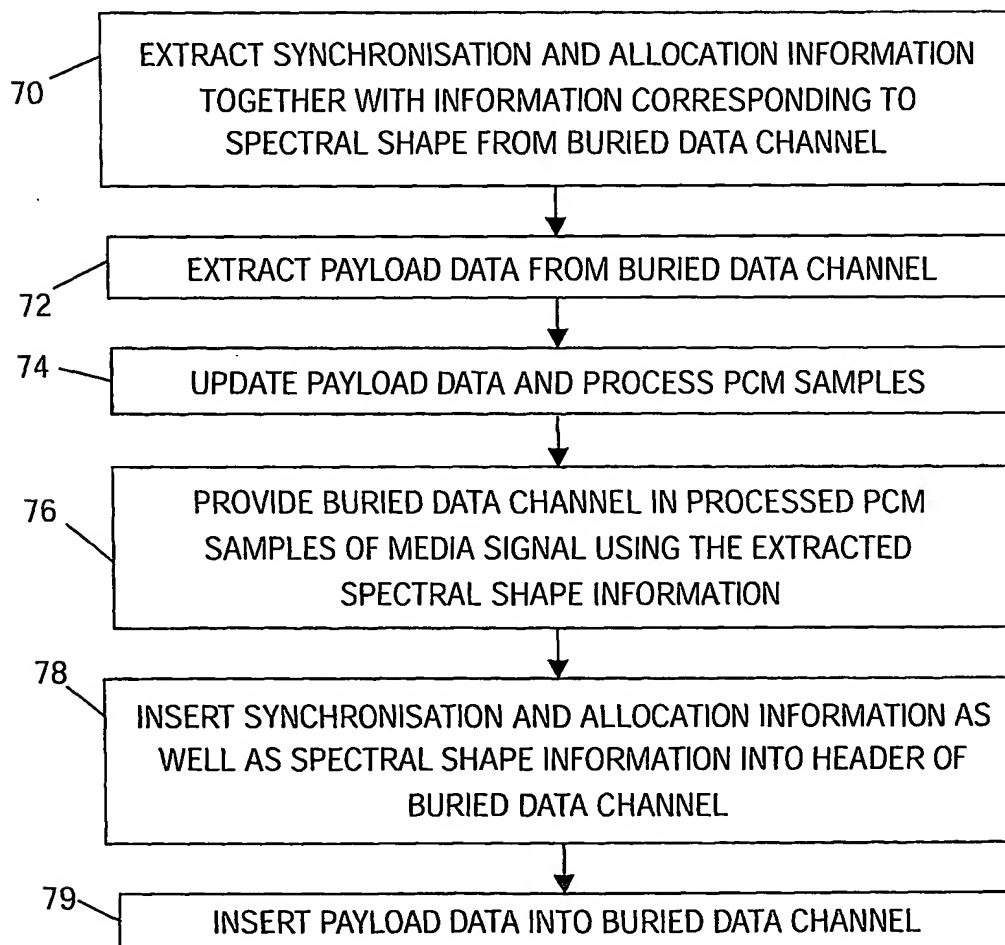 70
EXTRACT SYNCHRONISATION AND ALLOCATION INFORMATION
TOGETHER WITH INFORMATION CORRESPONDING TO
SPECTRAL SHAPE FROM BURIED DATA CHANNEL
72
EXTRACT PAYLOAD DATA FROM BURIED DATA CHANNEL
74
UPDATE PAYLOAD DATA AND PROCESS PCM SAMPLES
76
PROVIDE BURIED DATA CHANNEL IN PROCESSED PCM
SAMPLES OF MEDIA SIGNAL USING THE EXTRACTED
SPECTRAL SHAPE INFORMATION
78
INSERT SYNCHRONISATION AND ALLOCATION INFORMATION AS
WELL AS SPECTRAL SHAPE INFORMATION INTO HEADER OF
BURIED DATA CHANNEL
79
INSERT PAYLOAD DATA INTO BURIED DATA CHANNEL